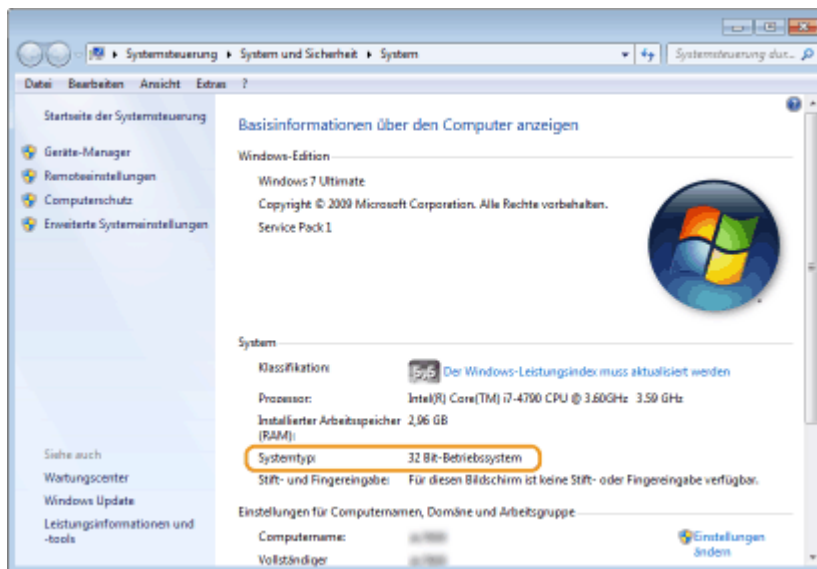 Systemsteuerung ▸ System und Sicherheit ▸ System
Systemsteuerung dur...
Datei Bearbeiten Ansicht Extras ?
Startseite der Systemsteuerung
Geräte-Manager
Remoteeinstellungen
Computerschutz
Erweiterte Systemeinstellungen
Siehe auch
Wartungscenter
Windows Update
Leistungsinformationen und
-tools
Basisinformationen über den Computer anzeigen
Windows-Edition
Windows 7 Ultimate
Copyright © 2009 Microsoft Corporation. Alle Rechte vorbehalten.
Service Pack 1
System
Klassifikation: 5,5 Der Windows-Leistungsindex muss aktualisiert werden
Prozessor: Intel(R) Core(TM) i7-4790 CPU @ 3.60GHz 3.59 GHz
Installierter Arbeitsspeicher 2,96 GB
(RAM):
Systemtyp: 32 Bit-Betriebssystem
Stift- und Fingereingabe: Für diesen Bildschirm ist keine Stift- oder Fingereingabe verfügbar.
Einstellungen für Computernamen, Domäne und Arbeitsgruppe
Computername: Einstellungen
ändern
Vollständiger